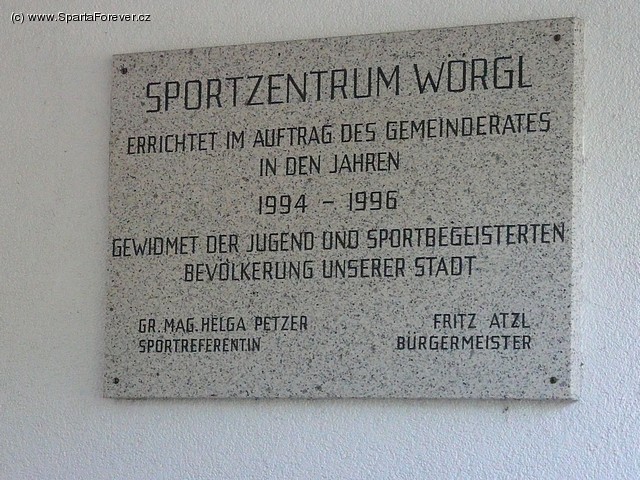 (c) www.SpartaForever.cz
SPORTZENTRUM WÖRGL
ERRICHTET IM AUFTRAG DES GEMEINDERATES
IN DEN JAHREN
1994 - 1996
GEWIDMET DER JUGEND UND SPORTBEGEISTERTEN
BEVÖLKERUNG UNSERER STADT
GR. MAG. HELGA PETZER FRITZ ATZL
SPORTREFERENTIN BÜRGERMEISTER